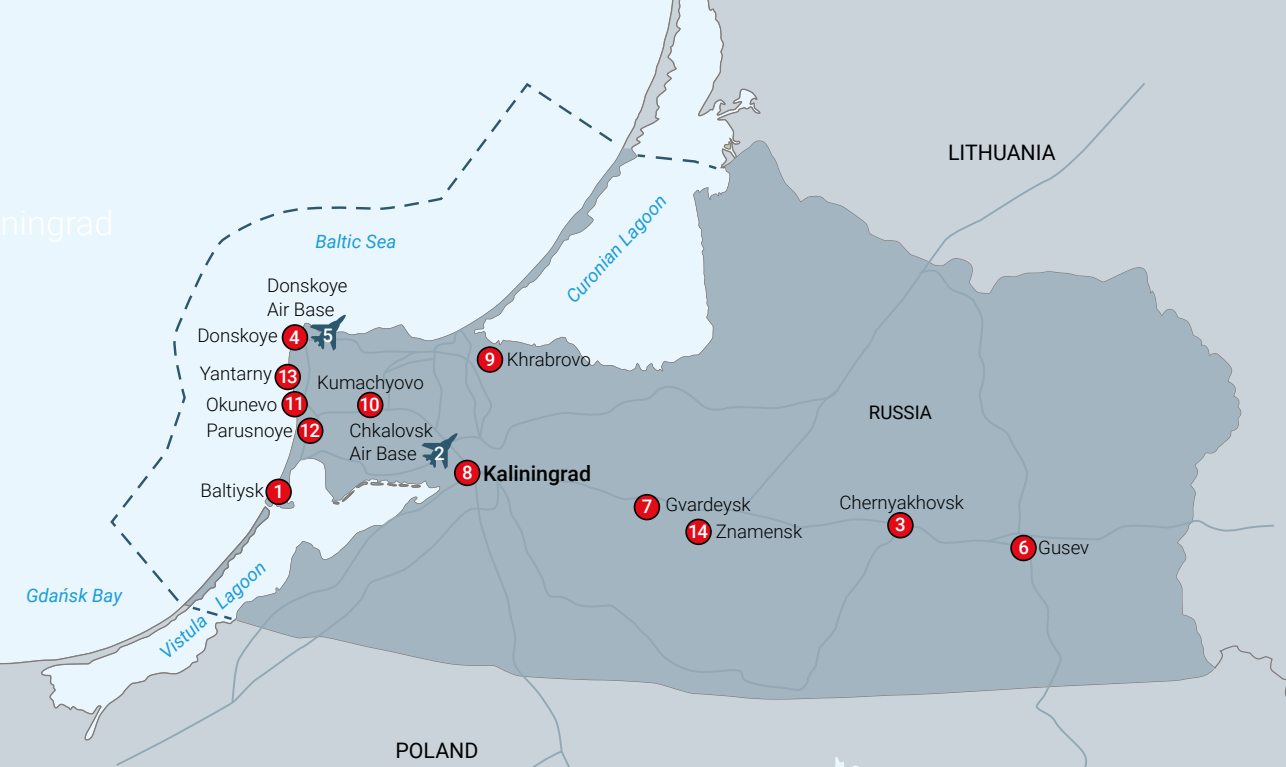 LITHUANIA
ningrad
Curonian Lagoon
Baltic Sea
Donskoye
Air Base
5
Donskoye 4
9 Khrabrovo
Yantarny 13
Kumachyovo
10
Okunevo 11
RUSSIA
Parusnoye 12
Chkalovsk
Air Base 2
8 Kaliningrad
Baltiysk 1
7 Gvardeysk
Chernyakhovsk
3
14 Znamensk
6 Gusev
Gdańsk Bay
Vistula Lagoon
POLAND